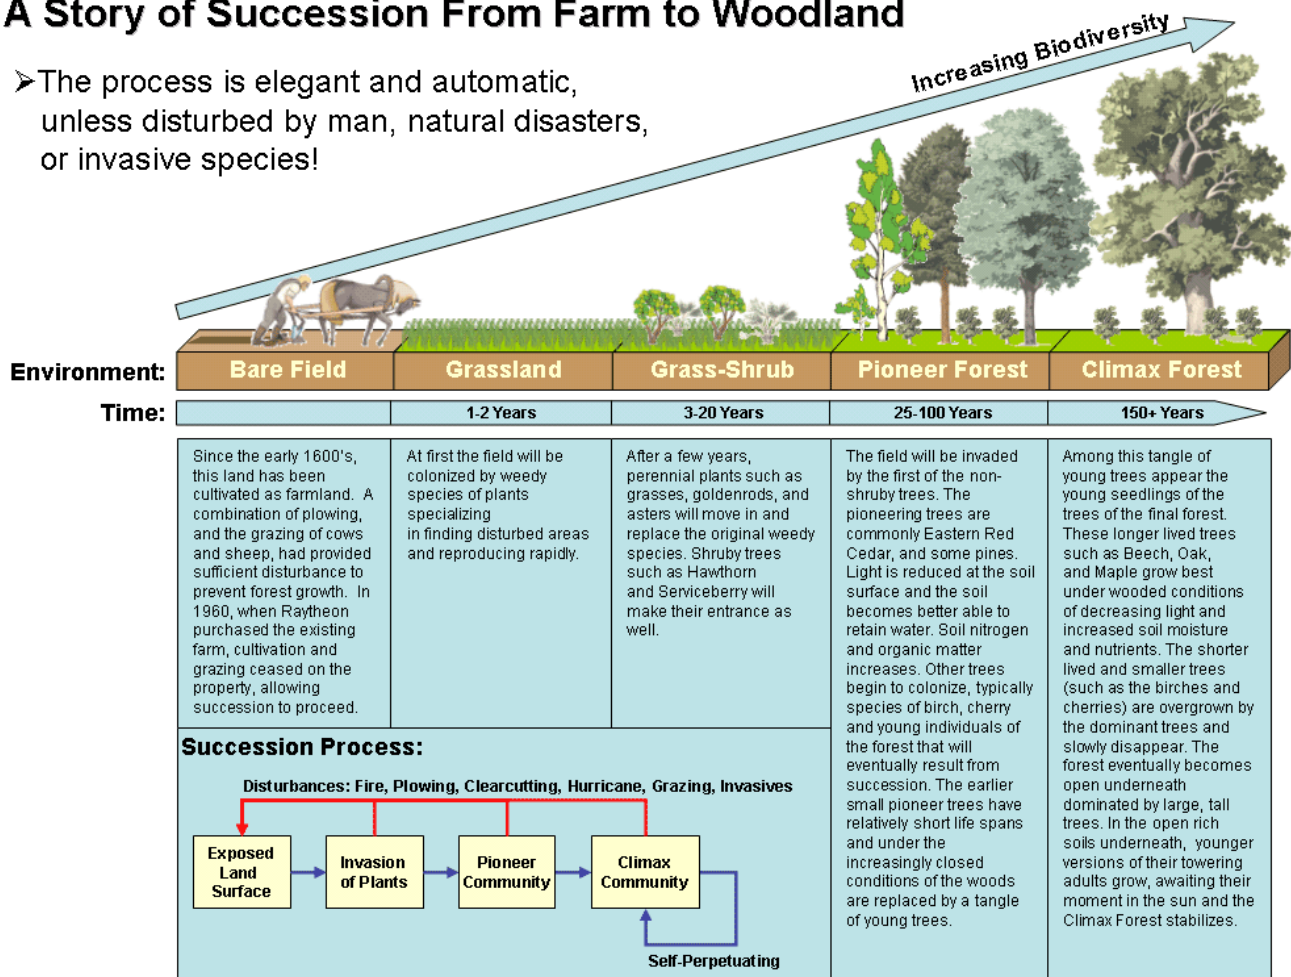 A Story of Succession From Farm to Woodland
➢The process is elegant and automatic,
unless disturbed by man, natural disasters,
or invasive species!
Increasing Biodiversity
Environment:
Bare Field
Grassland
Grass-Shrub
Pioneer Forest
Climax Forest
Time:
1-2 Years
3-20 Years
25-100 Years
150+ Years
Since the early 1600's,
this land has been
cultivated as farmland. A
combination of plowing,
and the grazing of cows
and sheep, had provided
sufficient disturbance to
prevent forest growth. In
1960, when Raytheon
purchased the existing
farm, cultivation and
grazing ceased on the
property, allowing
succession to proceed.
At first the field will be
colonized by weedy
species of plants
specializing
in finding disturbed areas
and reproducing rapidly.
After a few years,
perennial plants such as
grasses, goldenrods, and
asters will move in and
replace the original weedy
species. Shruby trees
such as Hawthorn
and Serviceberry will
make their entrance as
well.
The field will be invaded
by the first of the non-
shruby trees. The
pioneering trees are
commonly Eastern Red
Cedar, and some pines.
Light is reduced at the soil
surface and the soil
becomes better able to
retain water. Soil nitrogen
and organic matter
increases. Other trees
begin to colonize, typically
species of birch, cherry
and young individuals of
the forest that will
eventually result from
succession. The earlier
small pioneer trees have
relatively short life spans
and under the
increasingly closed
conditions of the woods
are replaced by a tangle
of young trees.
Among this tangle of
young trees appear the
young seedlings of the
trees of the final forest.
These longer lived trees
such as Beech, Oak,
and Maple grow best
under wooded conditions
of decreasing light and
increased soil moisture
and nutrients. The shorter
lived and smaller trees
(such as the birches and
cherries) are overgrown by
the dominant trees and
slowly disappear. The
forest eventually becomes
open underneath
dominated by large, tall
trees. In the open rich
soils underneath, younger
versions of their towering
adults grow, awaiting their
moment in the sun and the
Climax Forest stabilizes.
Succession Process:
Disturbances: Fire, Plowing, Clearcutting, Hurricane, Grazing, Invasives
Exposed
Land
Surface
Invasion
of Plants
Pioneer
Community
Climax
Community
Self-Perpetuating